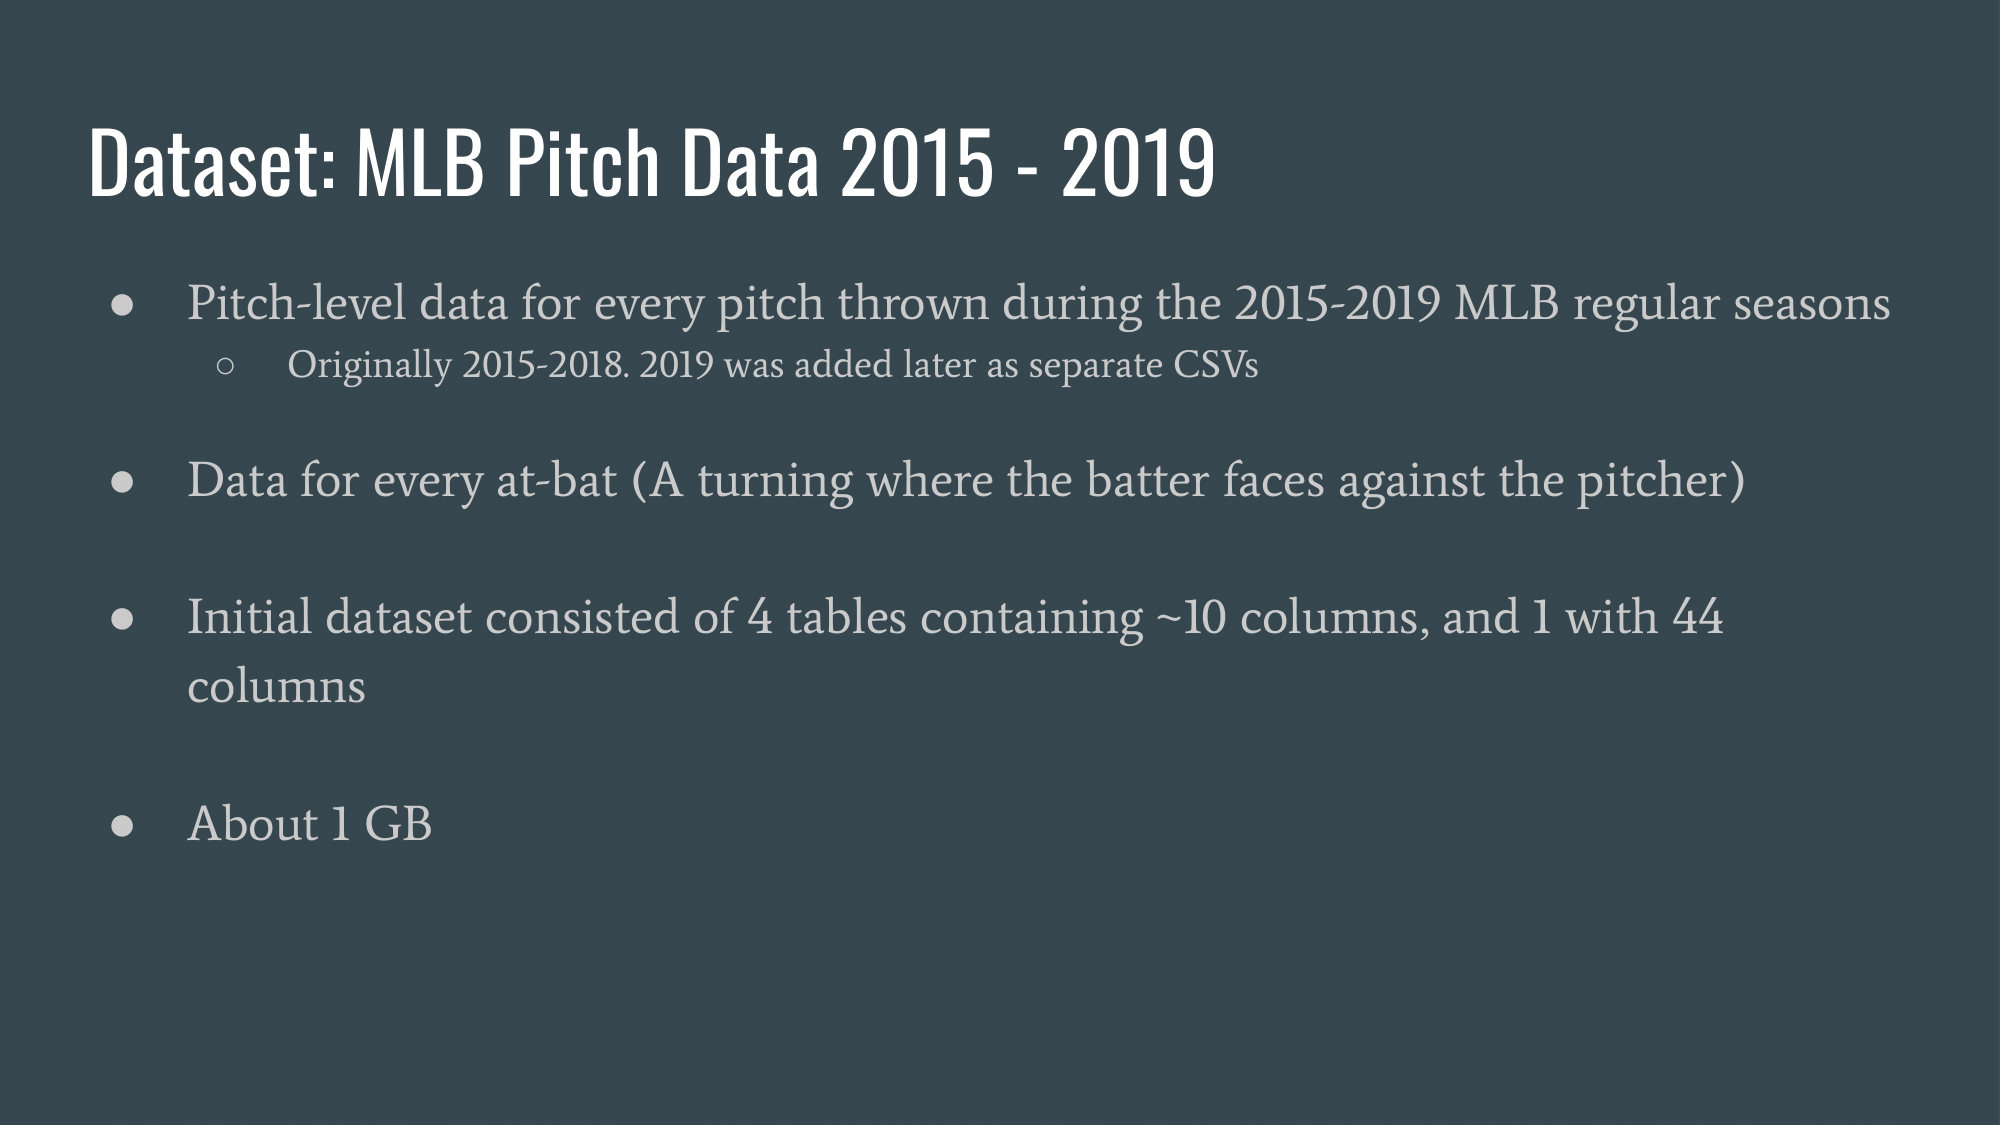 Dataset: MLB Pitch Data 2015 - 2019
● Pitch-level data for every pitch thrown during the 2015-2019 MLB regular seasons
○ Originally 2015-2018. 2019 was added later as separate CSVs
● Data for every at-bat (A turning where the batter faces against the pitcher)
● Initial dataset consisted of 4 tables containing ~10 columns, and 1 with 44
columns
● About 1 GB